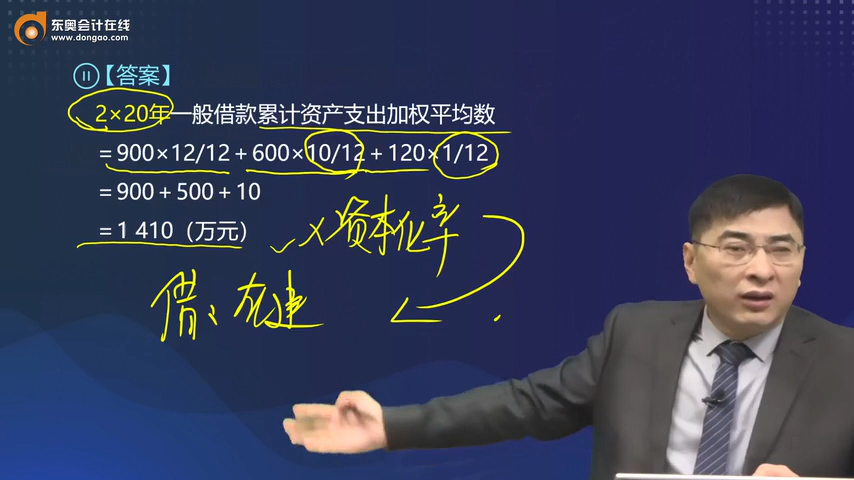 东奥会计在线
www.dongao.com
【答案】
2×20年一般借款累计资产支出加权平均数
=900×12/12+600×10/12+120×1/12
=900+500+10
=1 410（万元）
×资本化率
借：在建